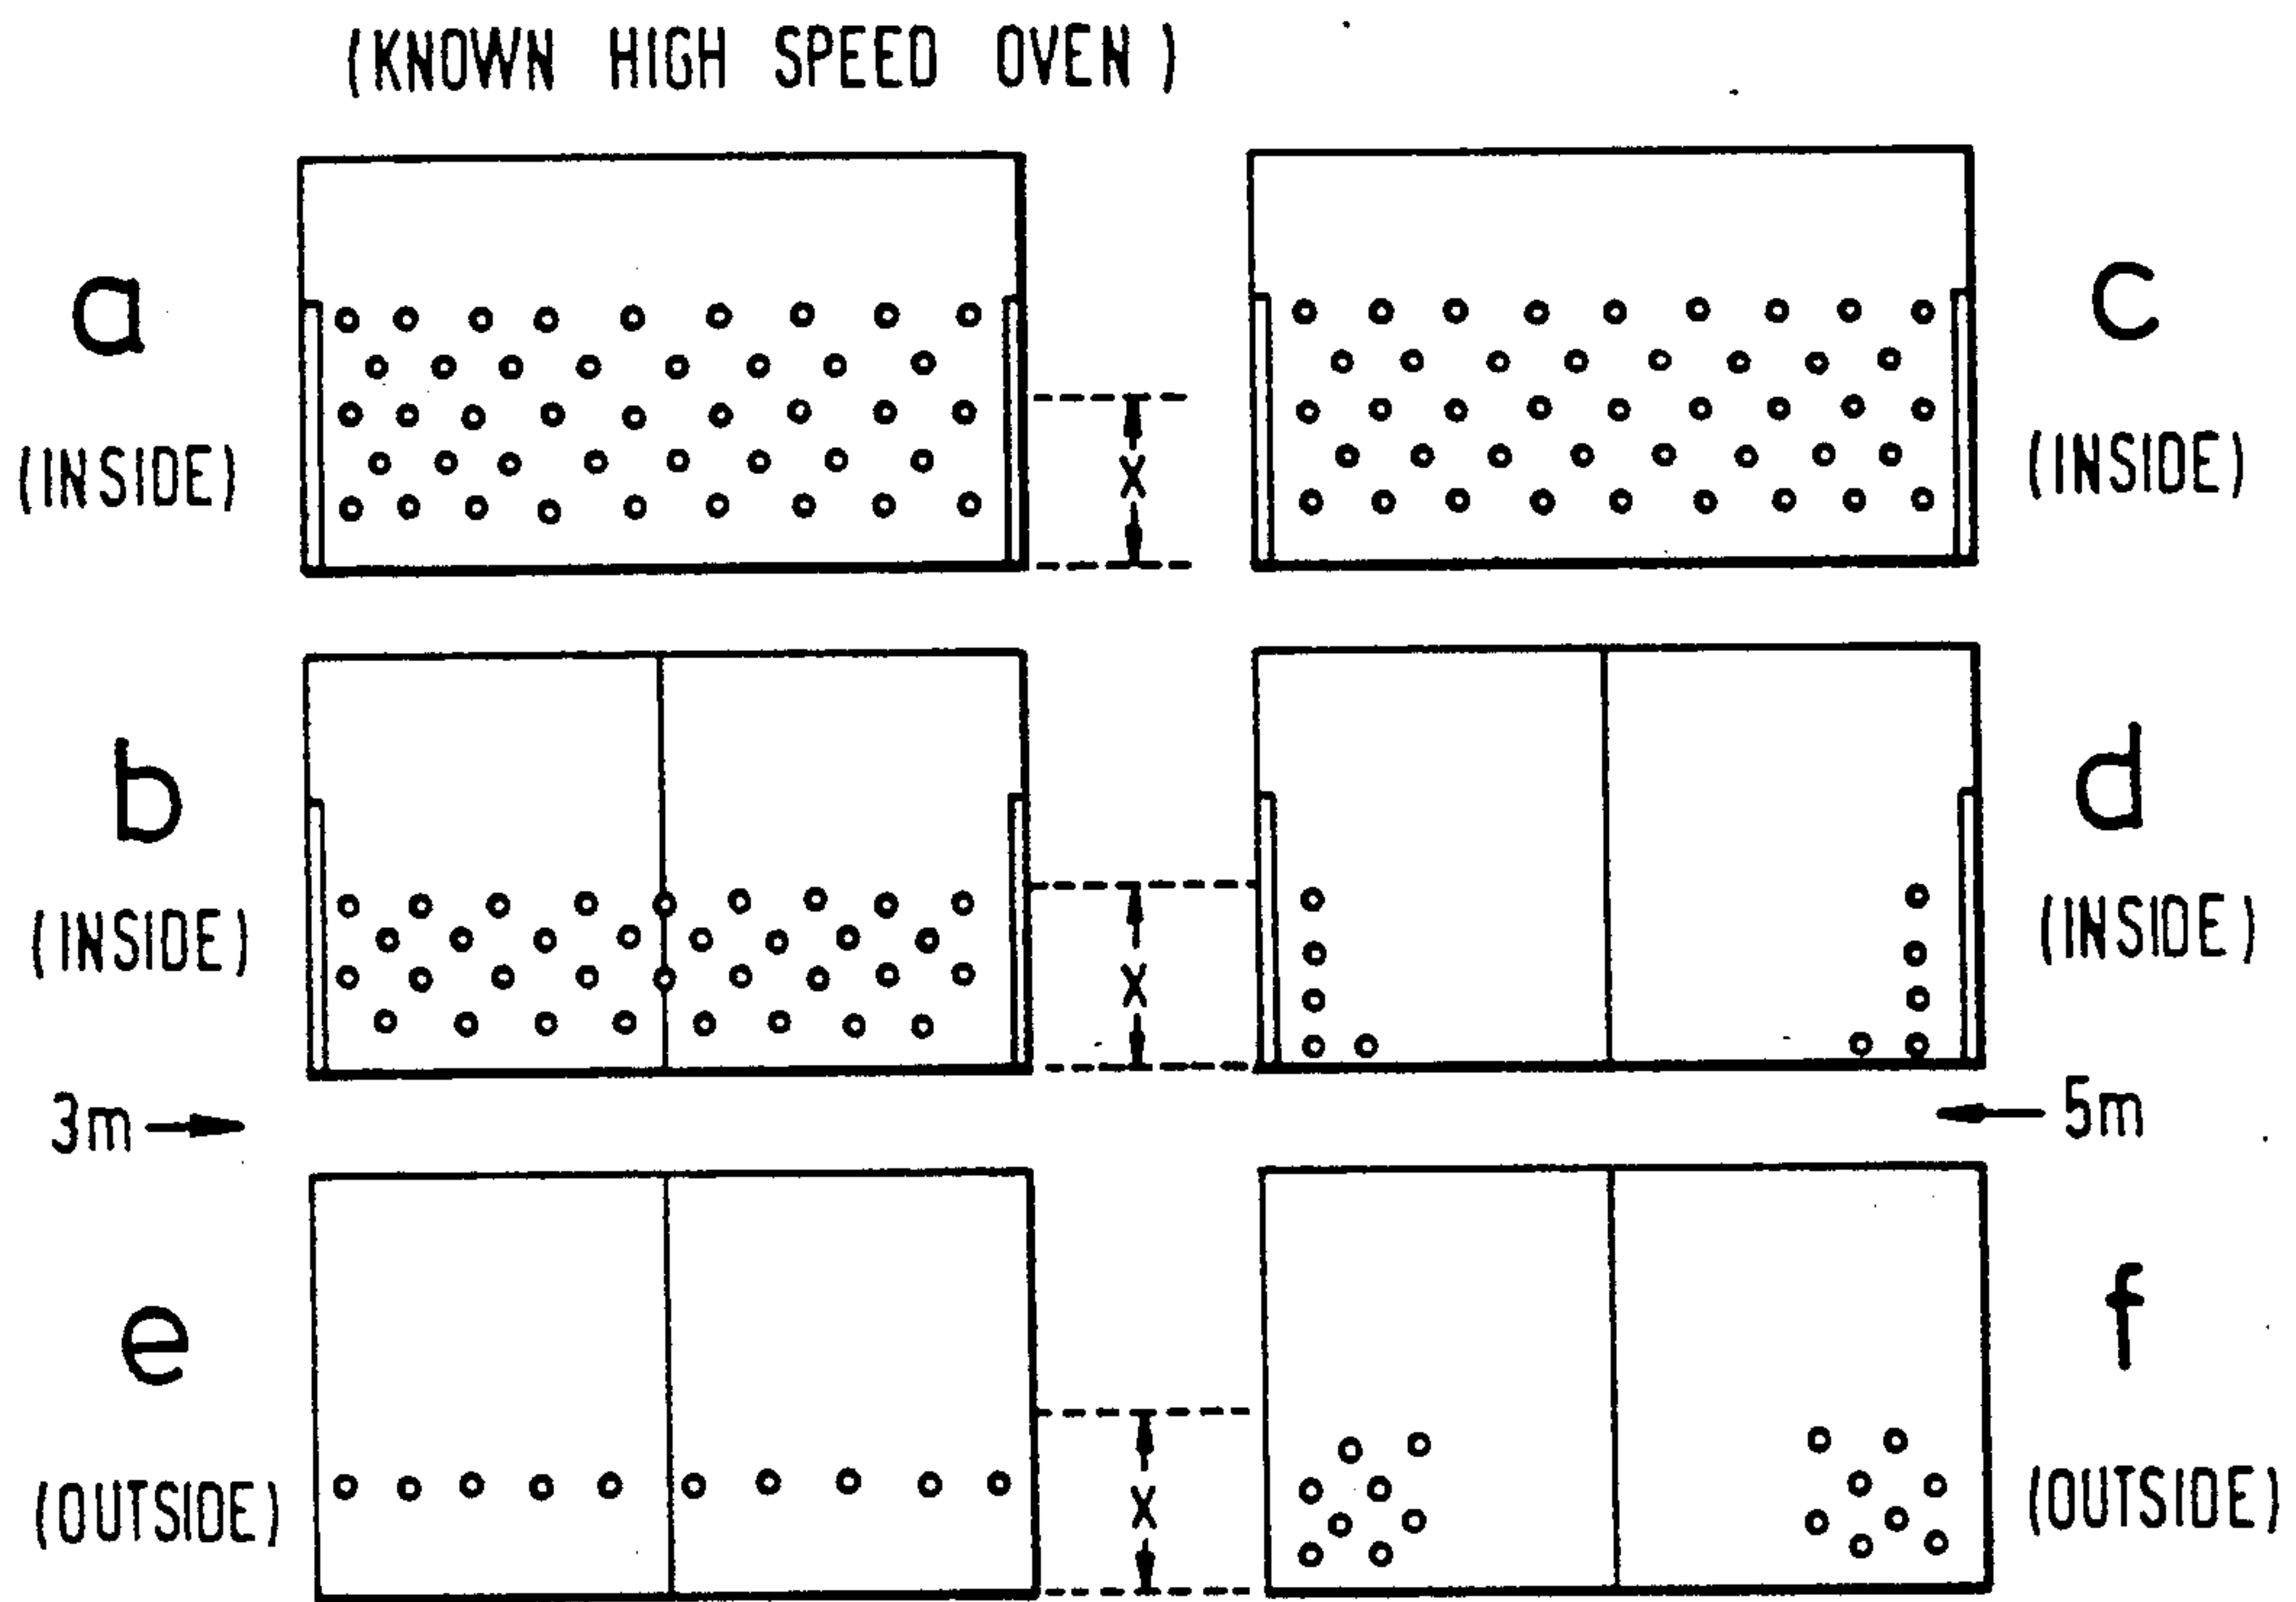 (KNOWN HIGH SPEED OVEN)
a
(INSIDE)
X
c
(INSIDE)
b
(INSIDE)
X
d
(INSIDE)
3m
5m
e
(OUTSIDE)
X
f
(OUTSIDE)